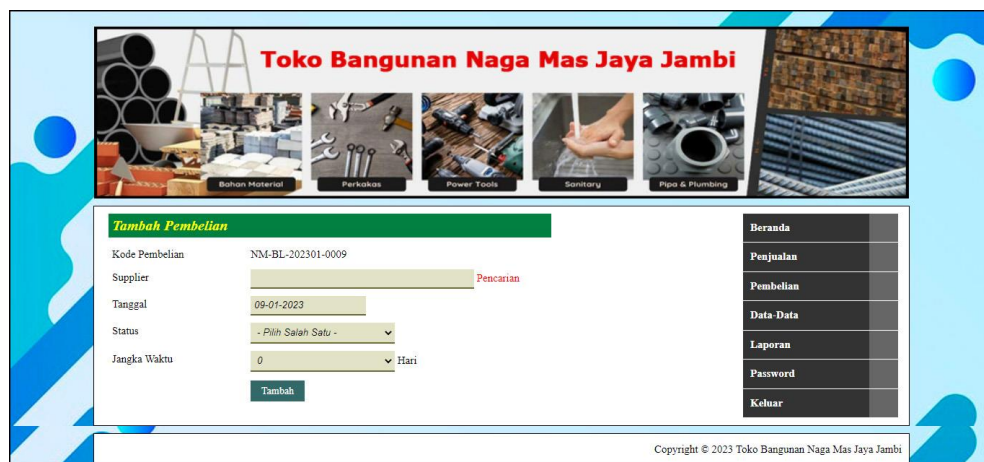 Toko Bangunan Naga Mas Jaya Jambi
Bahan Material
Perkakas
Power Tools
Sanitary
Pipa & Plumbing
Tambah Pembelian
Kode Pembelian NM-BL-202301-0009
Supplier Pencarian
Tanggal 09-01-2023
Status - Pilih Salah Satu -
Jangka Waktu 0 Hari
Tambah
Beranda
Penjualan
Pembelian
Data-Data
Laporan
Password
Keluar
Copyright © 2023 Toko Bangunan Naga Mas Jaya Jambi